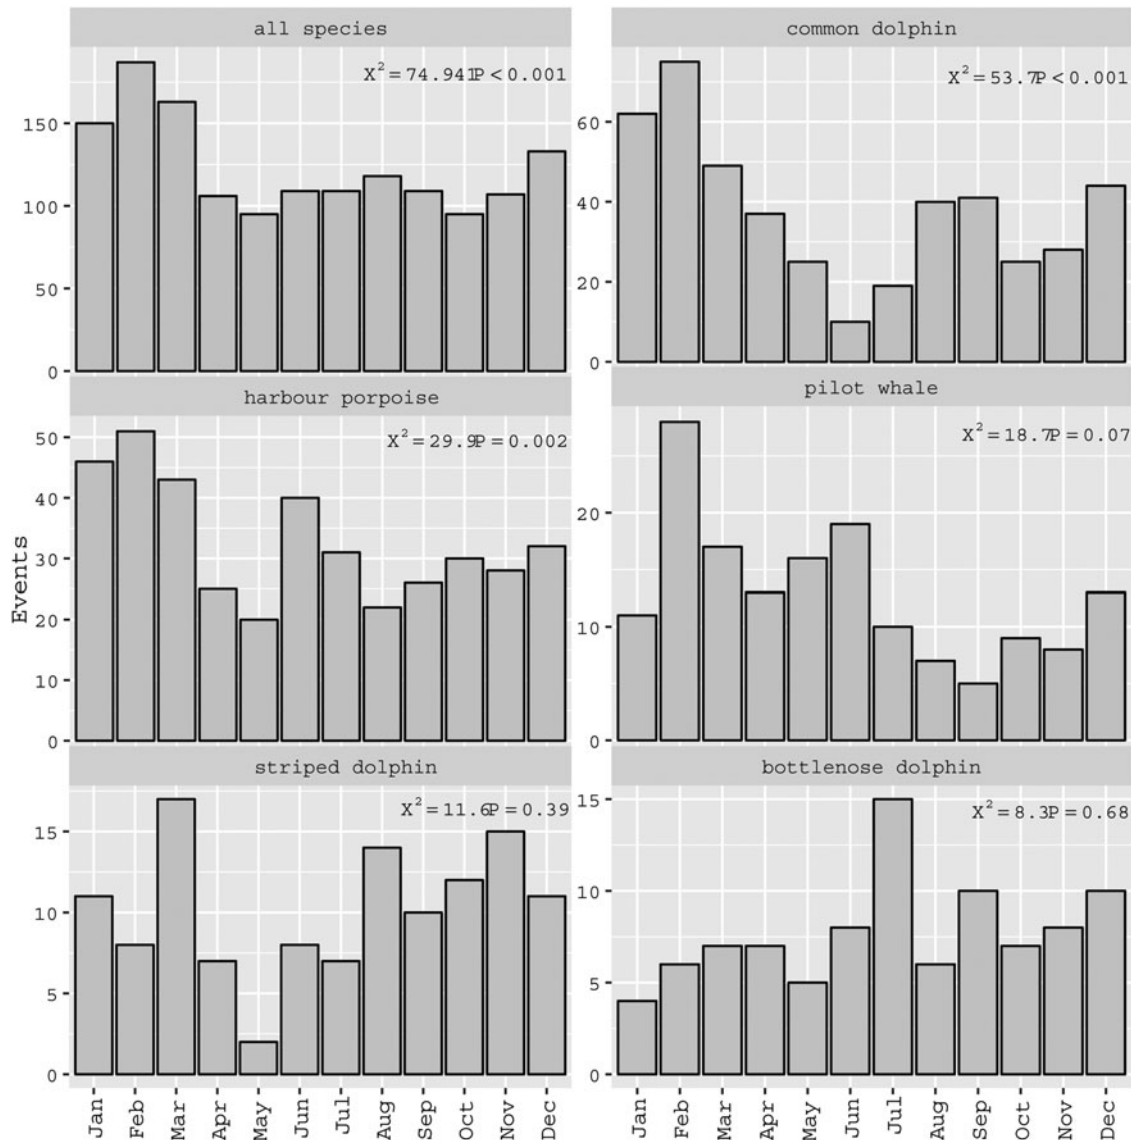 all species
X²=74.941P<0.001
150
100
50
0
common dolphin
X²=53.7P<0.001
60
40
20
0
harbour porpoise
X²=29.9P=0.002
50
40
30
20
10
0
pilot whale
X²=18.7P=0.07
20
10
0
striped dolphin
X²=11.6P=0.39
15
10
5
0
bottlenose dolphin
X²=8.3P=0.68
15
10
5
0
Events
Jan Feb Mar Apr May Jun Jul Aug Sep Oct Nov Dec
Jan Feb Mar Apr May Jun Jul Aug Sep Oct Nov Dec